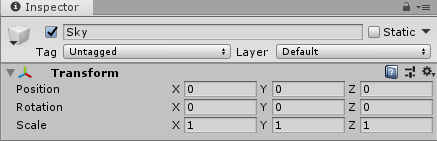 Inspector
Sky Static
Tag Untagged Layer Default
Transform
Position X 0 Y 0 Z 0
Rotation X 0 Y 0 Z 0
Scale X 1 Y 1 Z 1